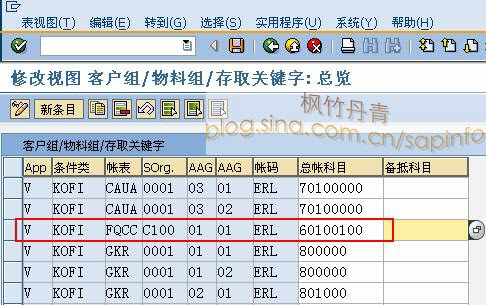 表视图(T) 编辑(E) 转到(G) 选择(S) 实用程序(U) 系统(Y) 帮助(H)
修改视图 客户组/物料组/存取关键字: 总览
新条目
枫竹丹青
blog.sina.com.cn/sapinfo
客户组/物料组/存取关键字
App 条件类 帐表 SOrg. AAG AAG 帐码 总帐科目 备抵科目
V KOFI CAUA 0001 03 01 ERL 70100000
V KOFI CAUA 0001 03 02 ERL 70100000
V KOFI FQCC C100 01 01 ERL 60100100
V KOFI GKR 0001 01 01 ERL 800000
V KOFI GKR 0001 01 02 ERL 800000
V KOFI GKR 0001 02 01 ERL 801000